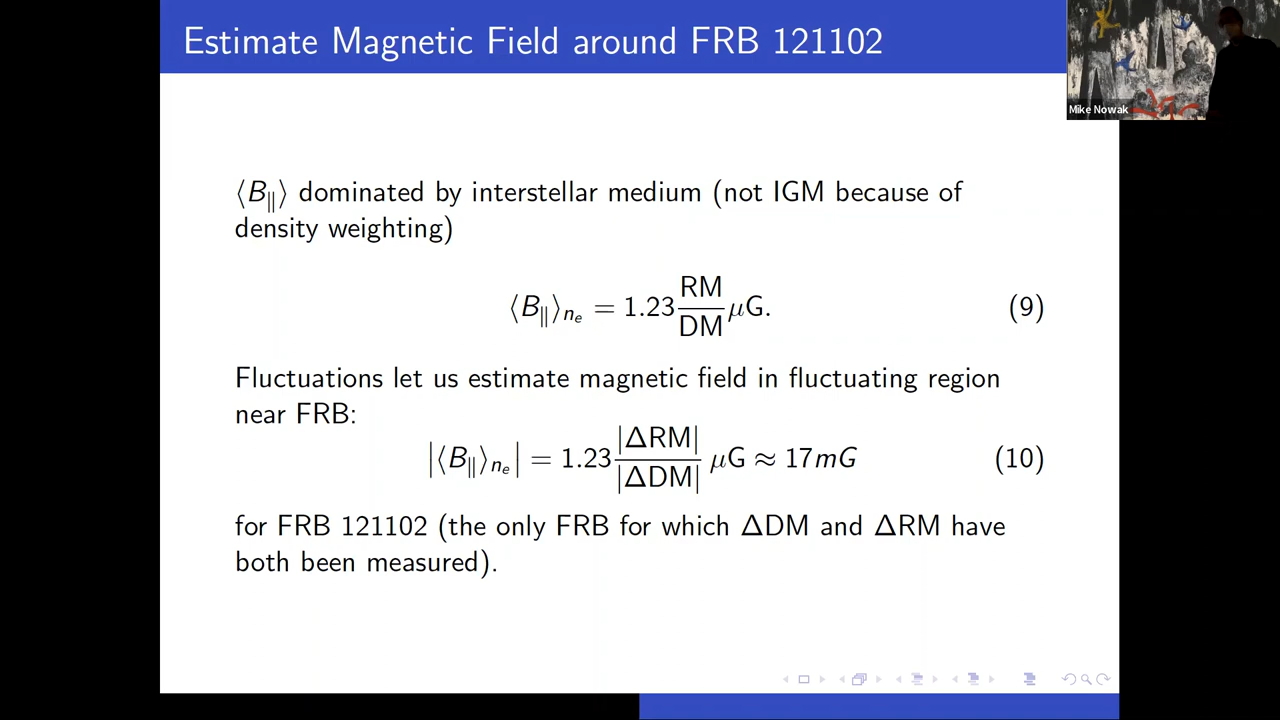 Estimate Magnetic Field around FRB 121102
Mike Nowak
⟨B∥⟩ dominated by interstellar medium (not IGM because of
density weighting)
⟨B∥⟩ₙₑ = 1.23 RM/DM μG. (9)
Fluctuations let us estimate magnetic field in fluctuating region
near FRB:
|⟨B∥⟩ₙₑ| = 1.23 |ΔRM|/|ΔDM| μG ≈ 17mG (10)
for FRB 121102 (the only FRB for which ΔDM and ΔRM have
both been measured).